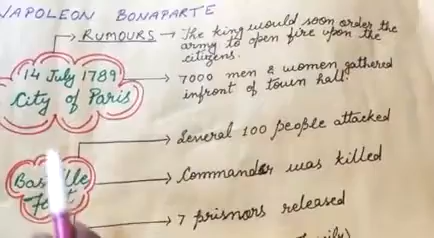 NAPOLEON BONAPARTE
RUMOURS → The king would soon order the
army to open fire upon the
citizens.
14 July 1789
City of Paris
7000 men & women gathered
infront of town hall.
Several 100 people attacked
Commander was killed
7 prisnors released